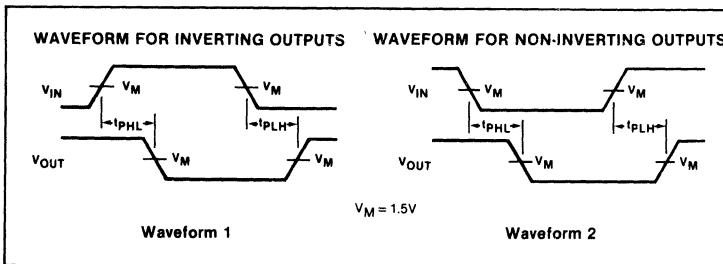 WAVEFORM FOR INVERTING OUTPUTS
VIN
VM
VM
tPHL
tPLH
VOUT
VM
VM
Waveform 1
VM = 1.5V
WAVEFORM FOR NON-INVERTING OUTPUTS
VIN
VM
VM
tPHL
tPLH
VOUT
VM
VM
Waveform 2